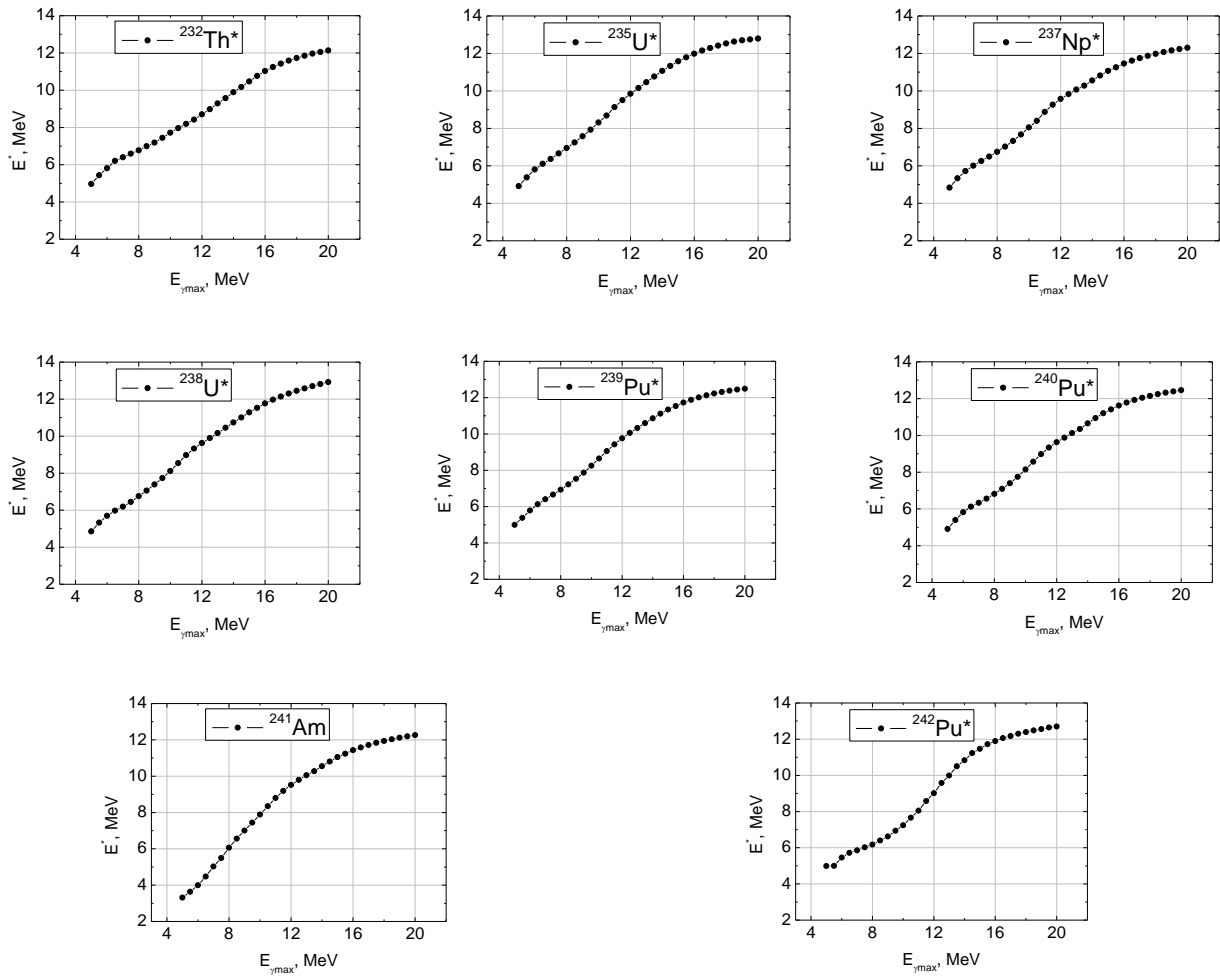 14
12
10
8
6
4
2
4 8 12 16 20
E*, MeV
Eγmax, MeV
— ● — 232Th*
14
12
10
8
6
4
2
4 8 12 16 20
E*, MeV
Eγmax, MeV
— ● — 235U*
14
12
10
8
6
4
2
4 8 12 16 20
E*, MeV
Eγmax, MeV
— ● — 237Np*
14
12
10
8
6
4
2
4 8 12 16 20
E*, MeV
Eγmax, MeV
— ● — 238U*
14
12
10
8
6
4
2
4 8 12 16 20
E*, MeV
Eγmax, MeV
— ● — 239Pu*
14
12
10
8
6
4
2
4 8 12 16 20
E*, MeV
Eγmax, MeV
— ● — 240Pu*
14
12
10
8
6
4
2
4 8 12 16 20
E*, MeV
Eγmax, MeV
— ● — 241Am
14
12
10
8
6
4
2
4 8 12 16 20
E*, MeV
Eγmax, MeV
— ● — 242Pu*